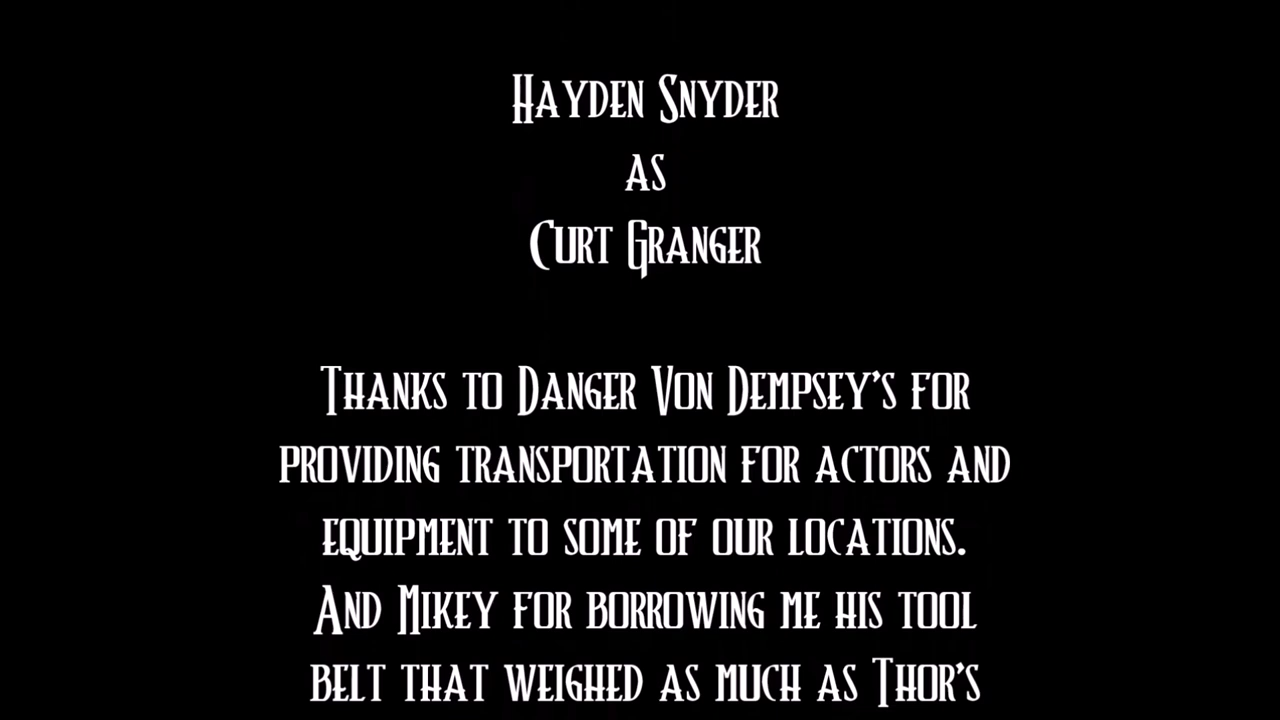 Hayden Snyder
as
Curt Granger
Thanks to Danger Von Dempsey's for
providing transportation for actors and
equipment to some of our locations.
And Mikey for borrowing me his tool
belt that weighed as much as Thor's